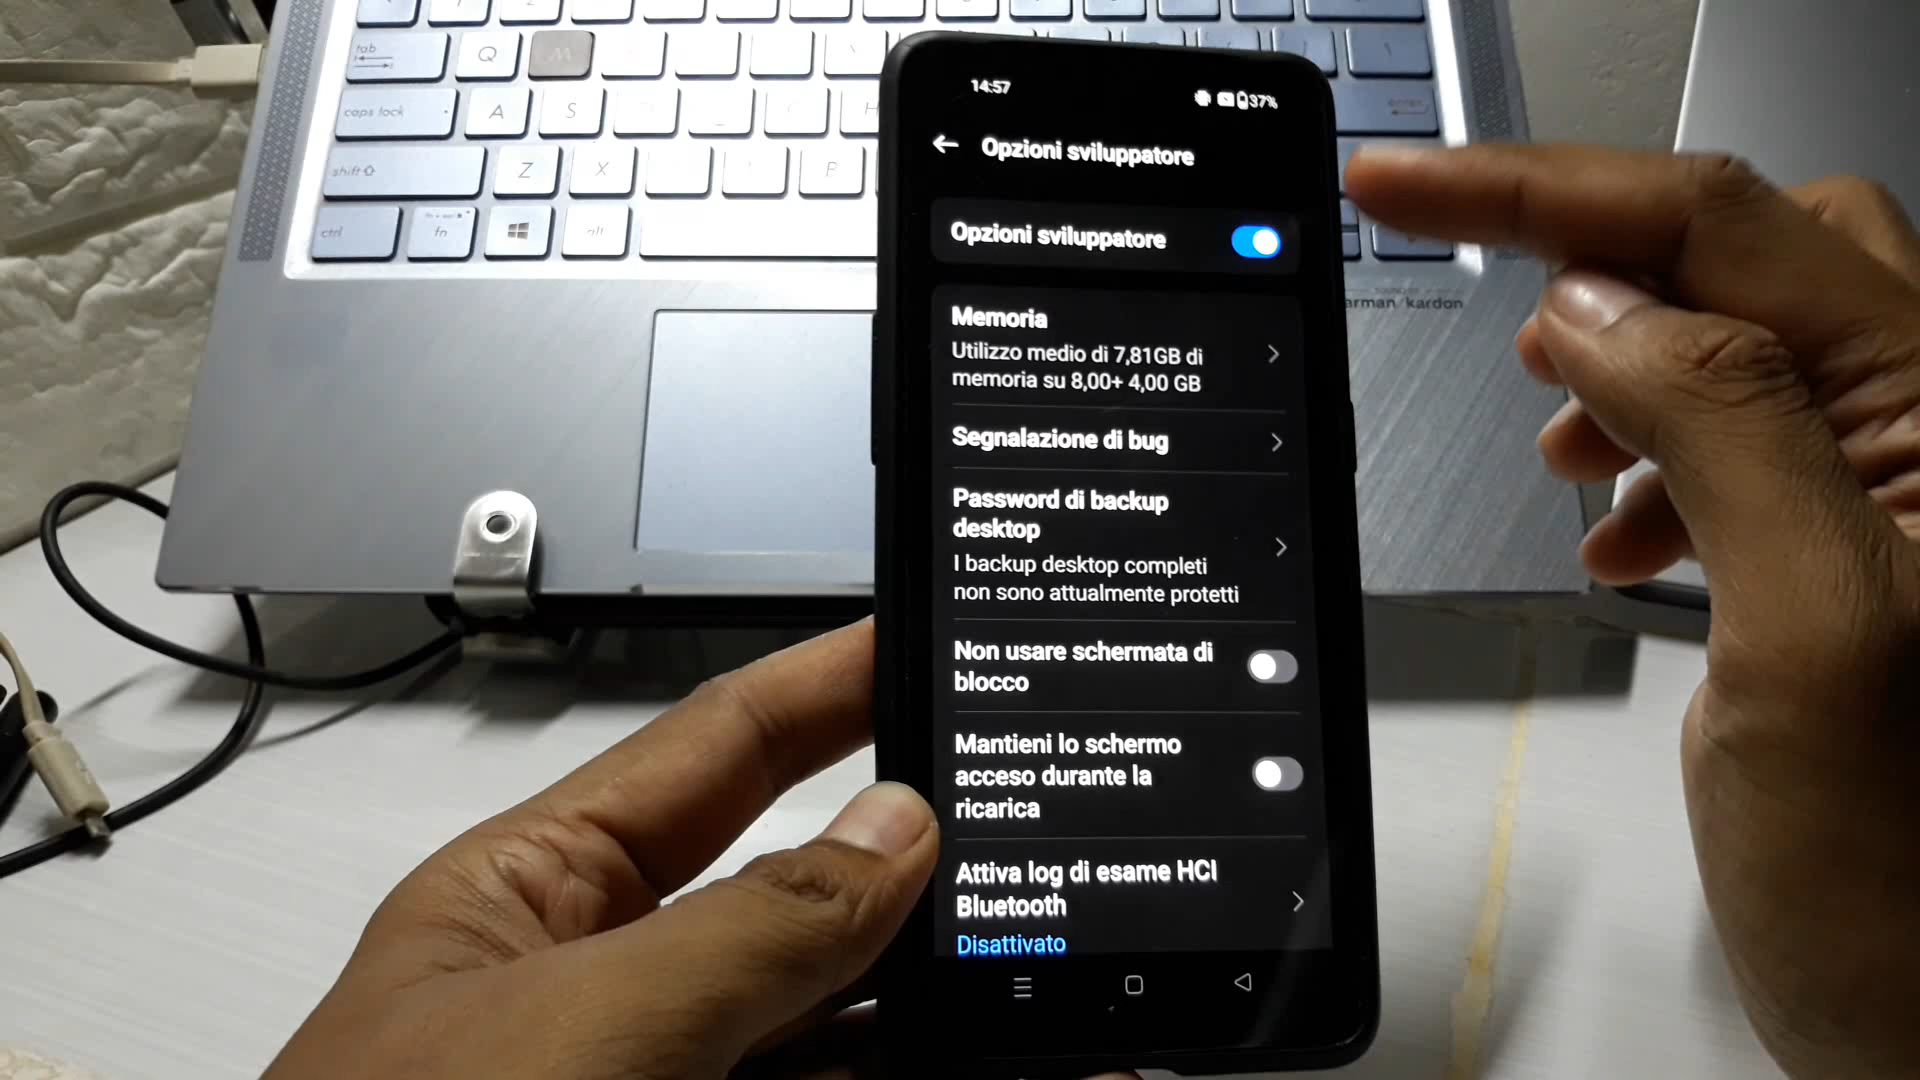 14:57
37%
Opzioni sviluppatore
Opzioni sviluppatore
Memoria
Utilizzo medio di 7,81GB di
memoria su 8,00+ 4,00 GB
Segnalazione di bug
Password di backup
desktop
I backup desktop completi
non sono attualmente protetti
Non usare schermata di
blocco
Mantieni lo schermo
acceso durante la
ricarica
Attiva log di esame HCI
Bluetooth
Disattivato
tab
Q
W
caps lock
A
S
H
enter
shift
Z
X
B
ctrl
fn
alt
arman/kardon